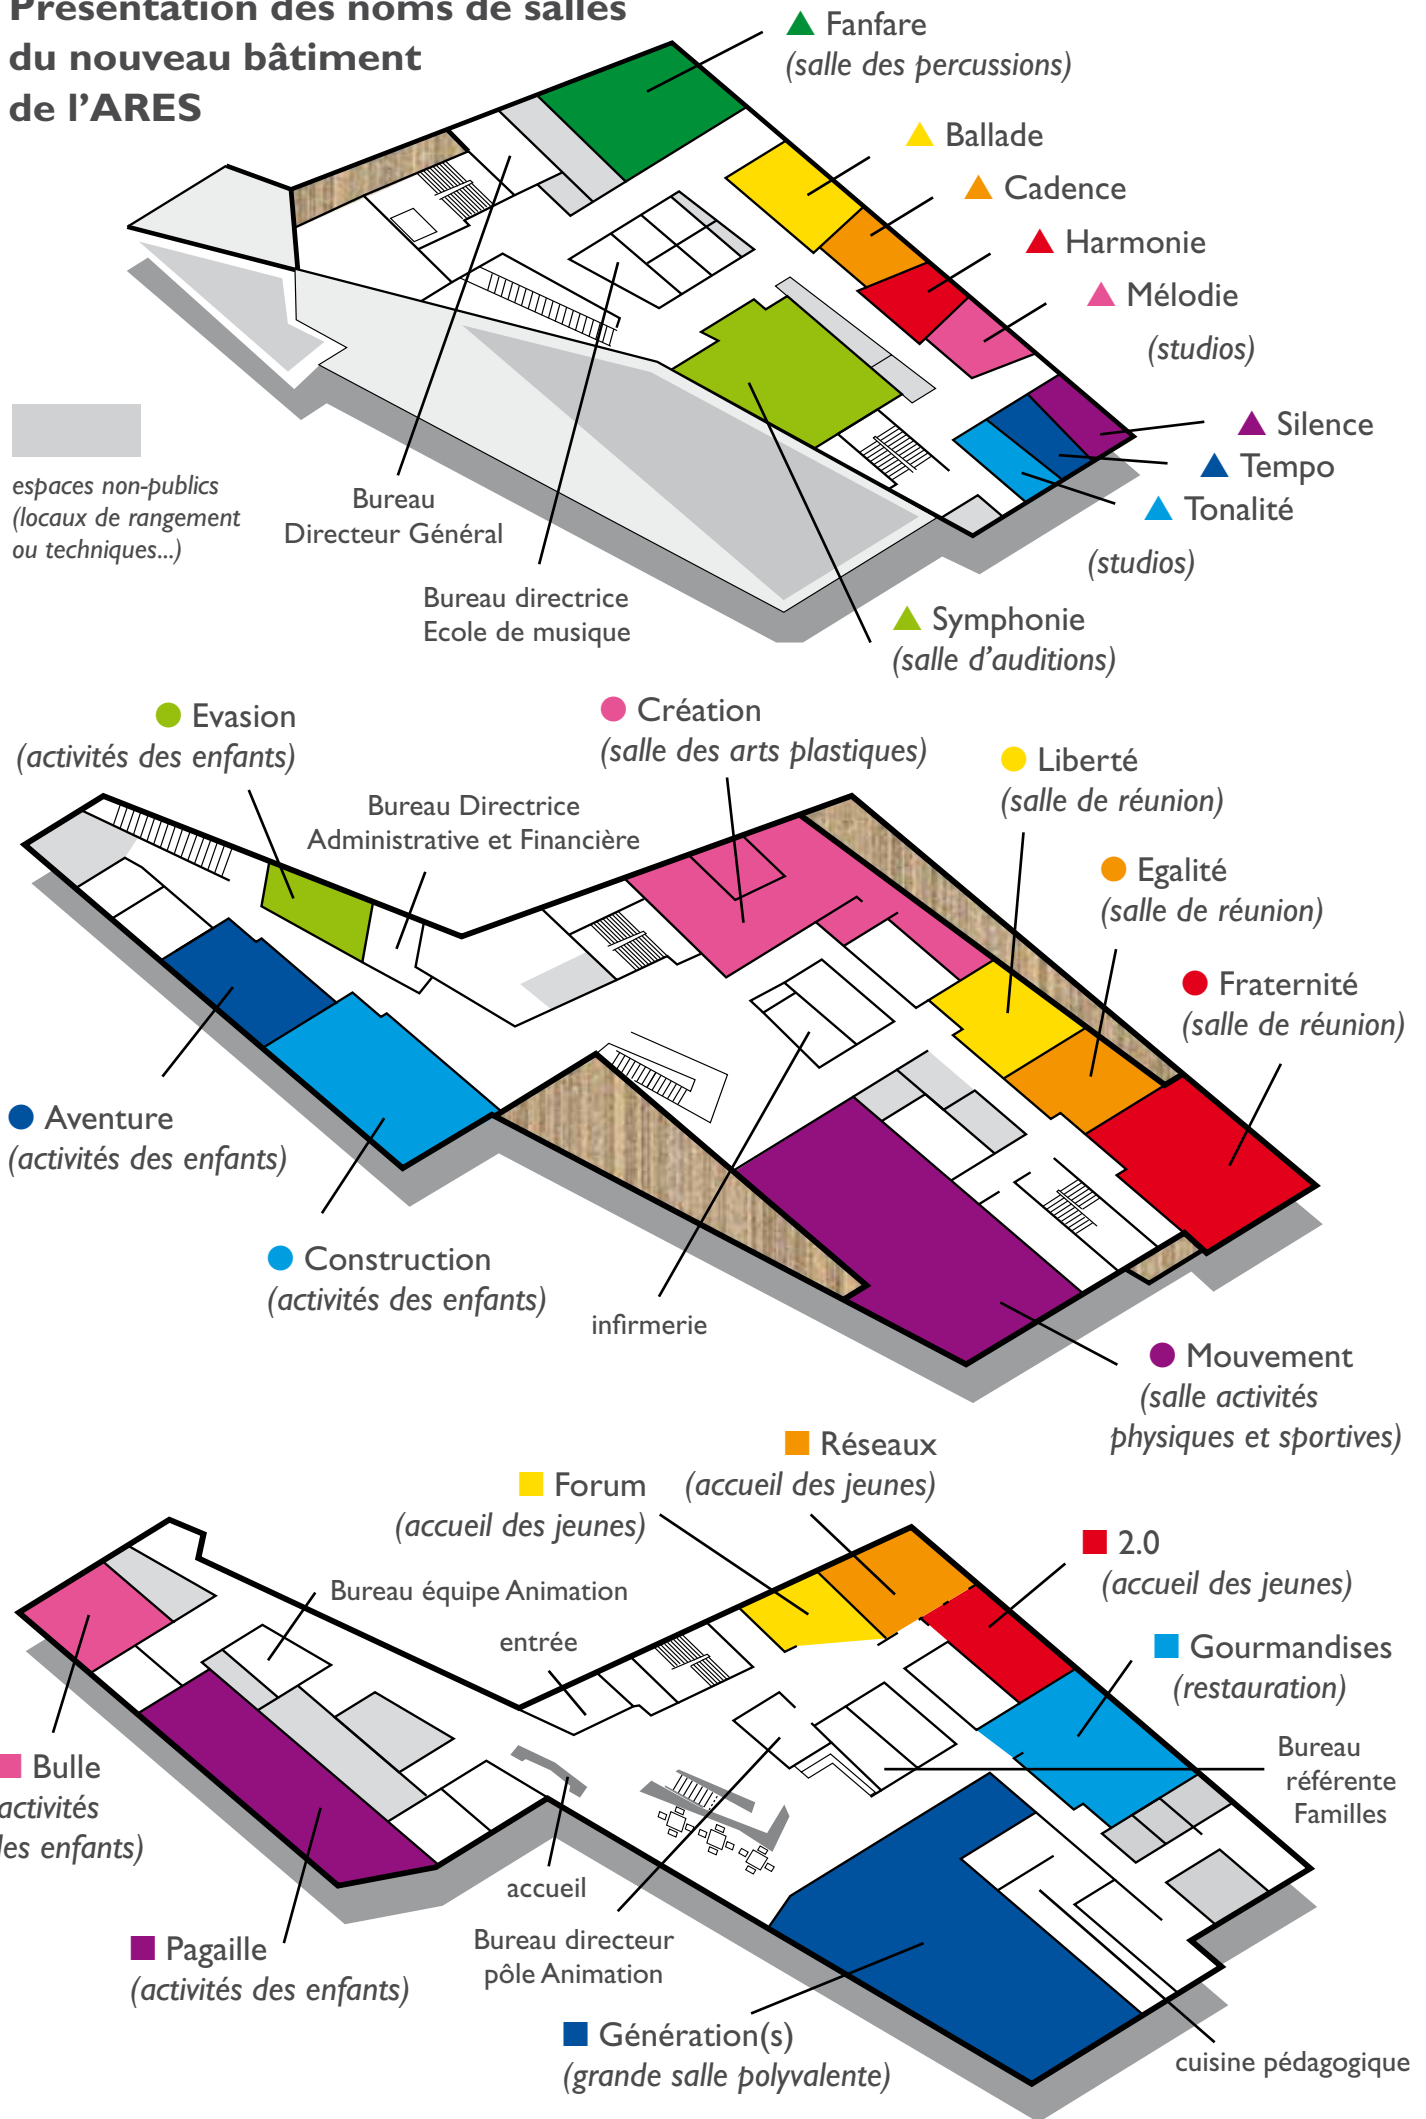 Présentation des noms de salles
du nouveau bâtiment
de l'ARES
Fanfare
(salle des percussions)
Ballade
Cadence
Harmonie
Mélodie
(studios)
Silence
Tempo
Tonalité
(studios)
espaces non-publics
(locaux de rangement
ou techniques...)
Bureau
Directeur Général
Bureau directrice
Ecole de musique
Symphonie
(salle d'auditions)
Evasion
(activités des enfants)
Création
(salle des arts plastiques)
Liberté
(salle de réunion)
Bureau Directrice
Administrative et Financière
Egalité
(salle de réunion)
Fraternité
(salle de réunion)
Aventure
(activités des enfants)
Construction
(activités des enfants)
infirmerie
Mouvement
(salle activités
physiques et sportives)
Réseaux
(accueil des jeunes)
Forum
(accueil des jeunes)
2.0
(accueil des jeunes)
Bureau équipe Animation
entrée
Gourmandises
(restauration)
Bureau
référente
Familles
Bulle
activités
des enfants)
accueil
Pagaille
(activités des enfants)
Bureau directeur
pôle Animation
Génération(s)
(grande salle polyvalente)
cuisine pédagogique